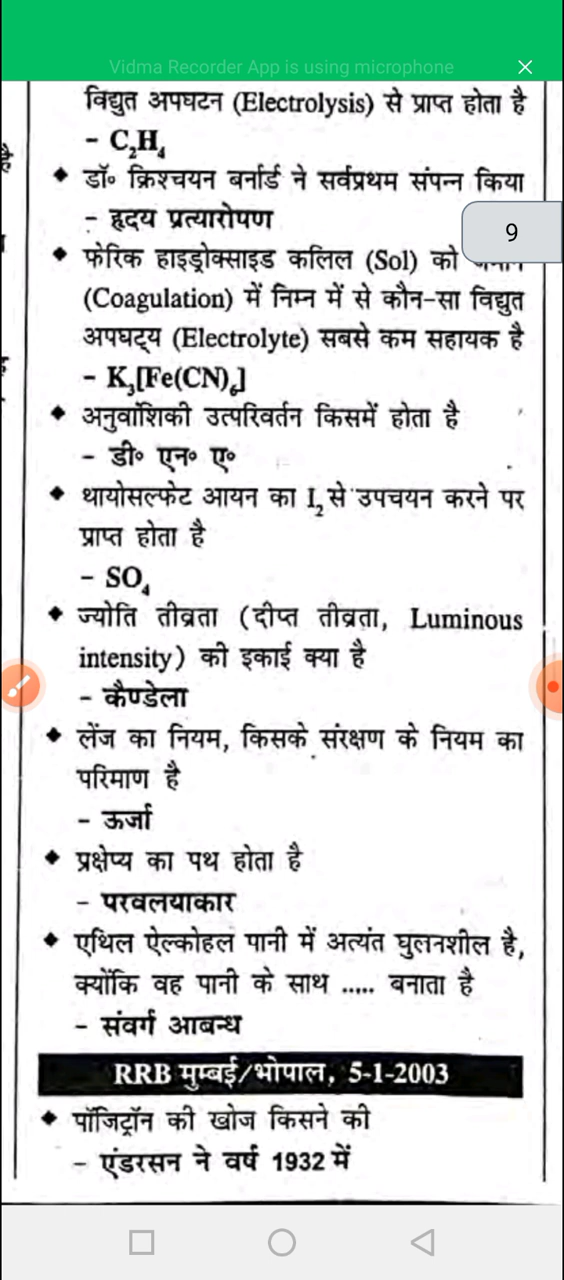 Vidma Recorder App is using microphone
विद्युत अपघटन (Electrolysis) से प्राप्त होता है
- C₂H₄
डॉ० क्रिश्चयन बर्नार्ड ने सर्वप्रथम संपन्न किया
- हृदय प्रत्यारोपण
9
फेरिक हाइड्रोक्साइड कलिल (Sol) को
(Coagulation) में निम्न में से कौन-सा विद्युत
अपघट्य (Electrolyte) सबसे कम सहायक है
- K₃[Fe(CN)₆]
अनुवांशिकी उत्परिवर्तन किसमें होता है
- डी० एन० ए०
थायोसल्फेट आयन का I₂ से उपचयन करने पर
प्राप्त होता है
- SO₄
ज्योति तीव्रता (दीप्त तीव्रता, Luminous
intensity) की इकाई क्या है
- कैण्डेला
लेंज का नियम, किसके संरक्षण के नियम का
परिमाण है
- ऊर्जा
प्रक्षेप्य का पथ होता है
- परवलयाकार
एथिल ऐल्कोहल पानी में अत्यंत घुलनशील है,
क्योंकि वह पानी के साथ ..... बनाता है
- संवर्ग आबन्ध
RRB मुम्बई/भोपाल, 5-1-2003
पॉजिट्रॉन की खोज किसने की
- एंडरसन ने वर्ष 1932 में